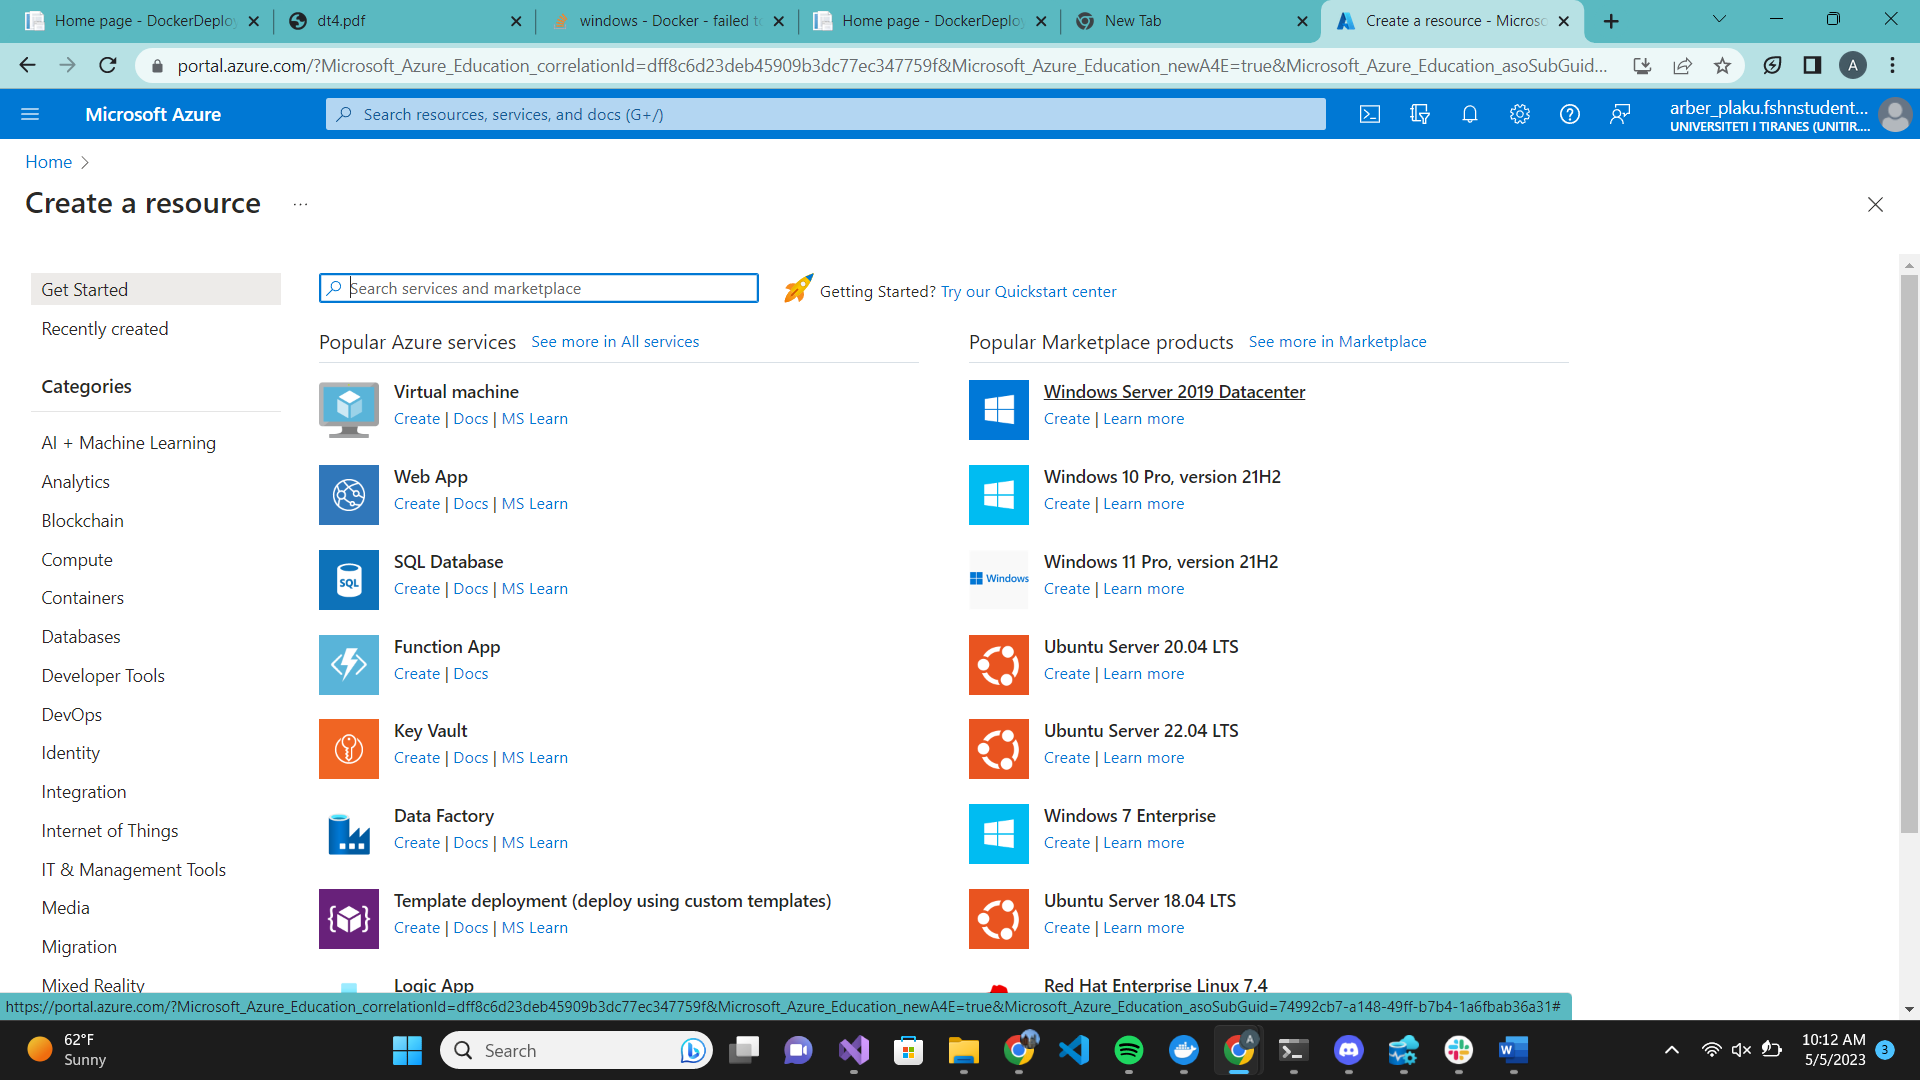 Home page - DockerDeploy
dt4.pdf
windows - Docker - failed to
Home page - DockerDeploy
New Tab
Create a resource - Microso
portal.azure.com/?Microsoft_Azure_Education_correlationId=dff8c6d23deb45909b3dc77ec347759f&Microsoft_Azure_Education_newA4E=true&Microsoft_Azure_Education_asoSubGuid...
A
Microsoft Azure
Search resources, services, and docs (G+/)
arber_plaku.fshnstudent...
UNIVERSITETI I TIRANES (UNITIR....
Home
Create a resource
...
Get Started
Recently created
Categories
AI + Machine Learning
Analytics
Blockchain
Compute
Containers
Databases
Developer Tools
DevOps
Identity
Integration
Internet of Things
IT & Management Tools
Media
Migration
Mixed Reality
Search services and marketplace
Getting Started? Try our Quickstart center
Popular Azure services See more in All services
Virtual machine
Create | Docs | MS Learn
Web App
Create | Docs | MS Learn
SQL
SQL Database
Create | Docs | MS Learn
Function App
Create | Docs
Key Vault
Create | Docs | MS Learn
Data Factory
Create | Docs | MS Learn
Template deployment (deploy using custom templates)
Create | Docs | MS Learn
Logic App
Popular Marketplace products See more in Marketplace
Windows Server 2019 Datacenter
Create | Learn more
Windows 10 Pro, version 21H2
Create | Learn more
Windows
Windows 11 Pro, version 21H2
Create | Learn more
Ubuntu Server 20.04 LTS
Create | Learn more
Ubuntu Server 22.04 LTS
Create | Learn more
Windows 7 Enterprise
Create | Learn more
Ubuntu Server 18.04 LTS
Create | Learn more
Red Hat Enterprise Linux 7.4
https://portal.azure.com/?Microsoft_Azure_Education_correlationId=dff8c6d23deb45909b3dc77ec347759f&Microsoft_Azure_Education_newA4E=true&Microsoft_Azure_Education_asoSubGuid=74992cb7-a148-49ff-b7b4-1a6fbab36a31#
62°F
Sunny
Search
A
10:12 AM
5/5/2023
3